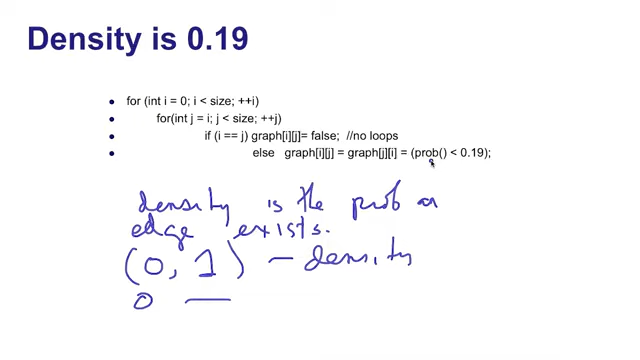 Density is 0.19
• for (int i = 0; i < size; ++i)
• for(int j = i; j < size; ++j)
• if (i == j) graph[i][j]= false; //no loops
• else graph[i][j] = graph[j][i] = (prob() < 0.19);
density is the prob an
edge exists.
(0, 1) — density
0 —